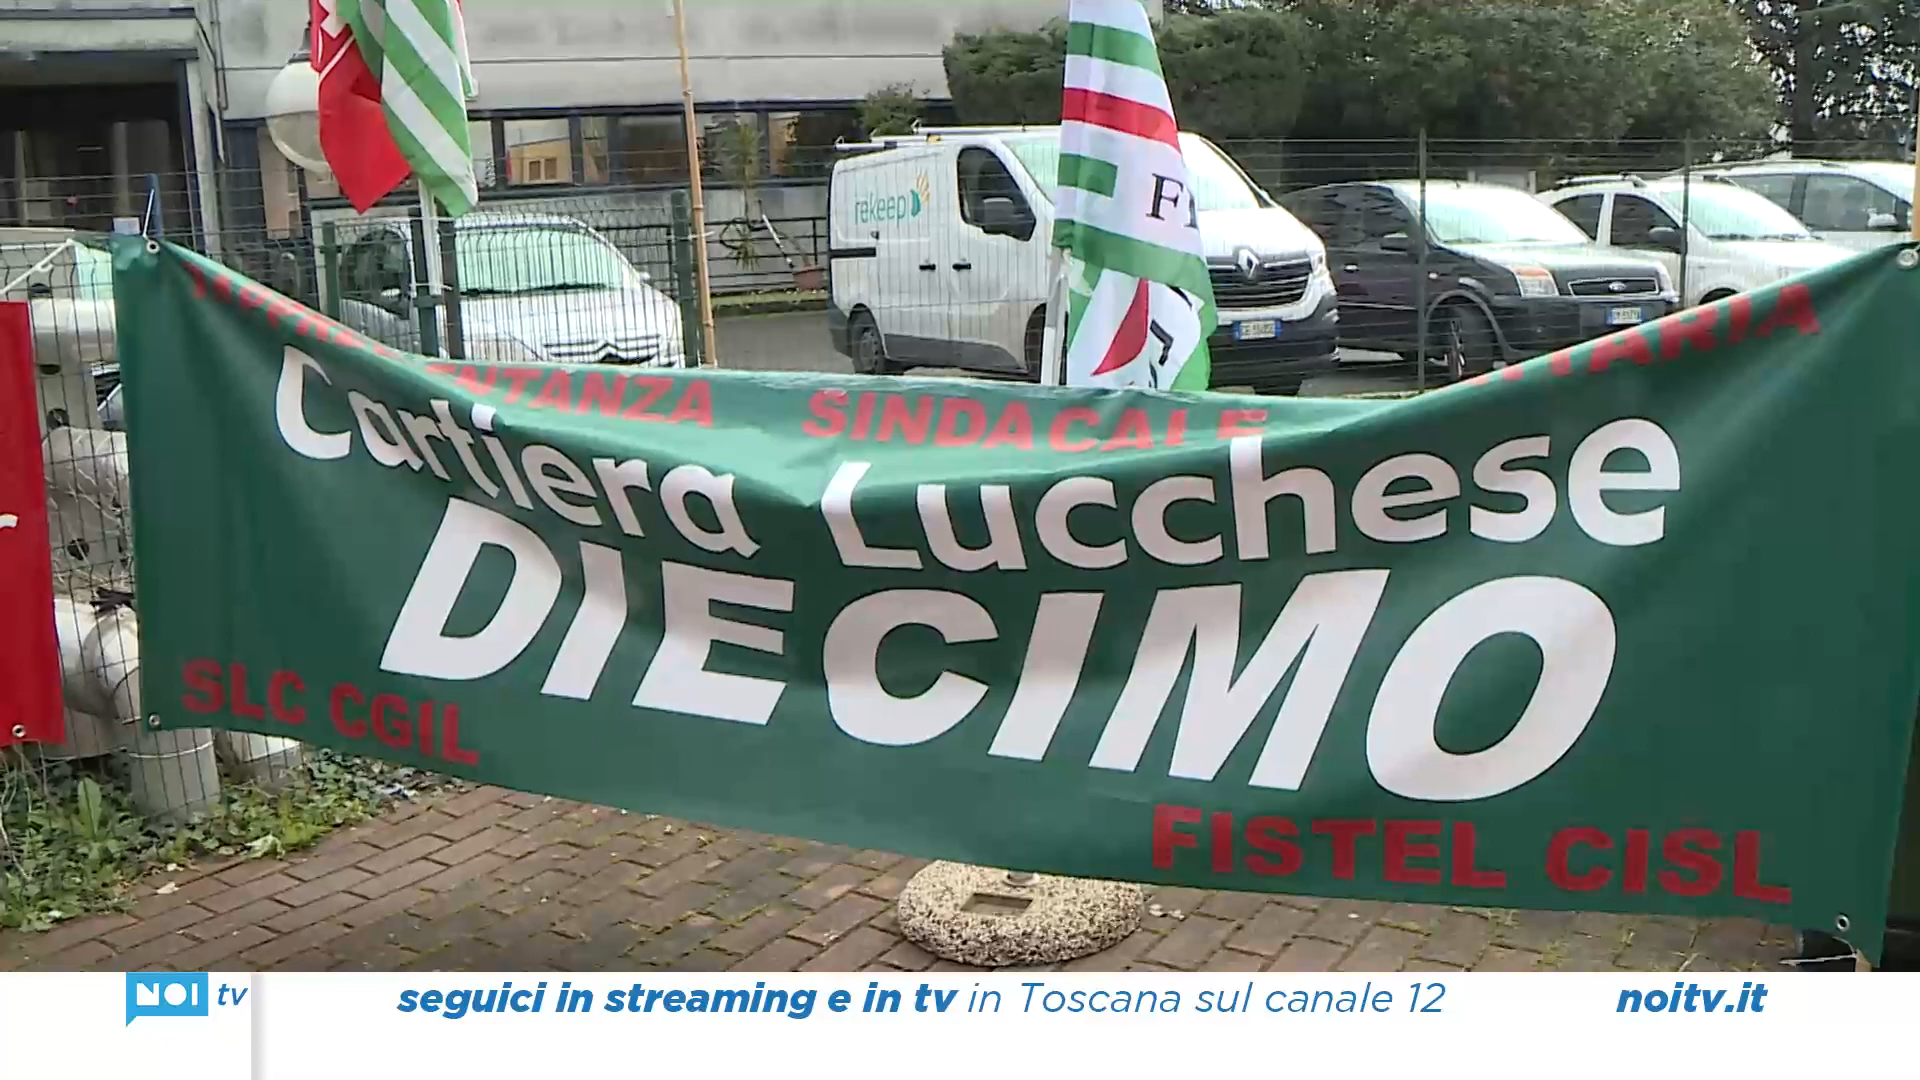 rekeep
SINDACALE
Cartiera Lucchese
DIECIMO
SLC CGIL
FISTEL CISL
NOI tv
seguici in streaming e in tv in Toscana sul canale 12
noitv.it